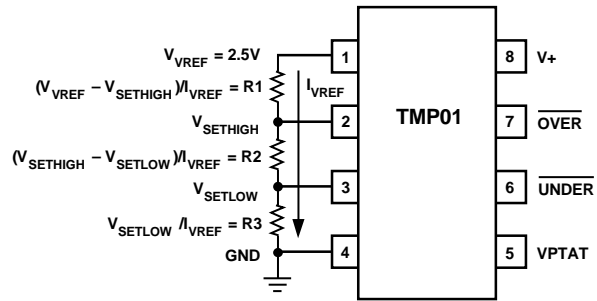 V_VREF = 2.5V 1 8 V+
(V_VREF – V_SETHIGH)/I_VREF = R1 I_VREF
V_SETHIGH 2 TMP01 7 OVER
(V_SETHIGH – V_SETLOW)/I_VREF = R2
V_SETLOW 3 6 UNDER
V_SETLOW /I_VREF = R3
GND 4 5 VPTAT